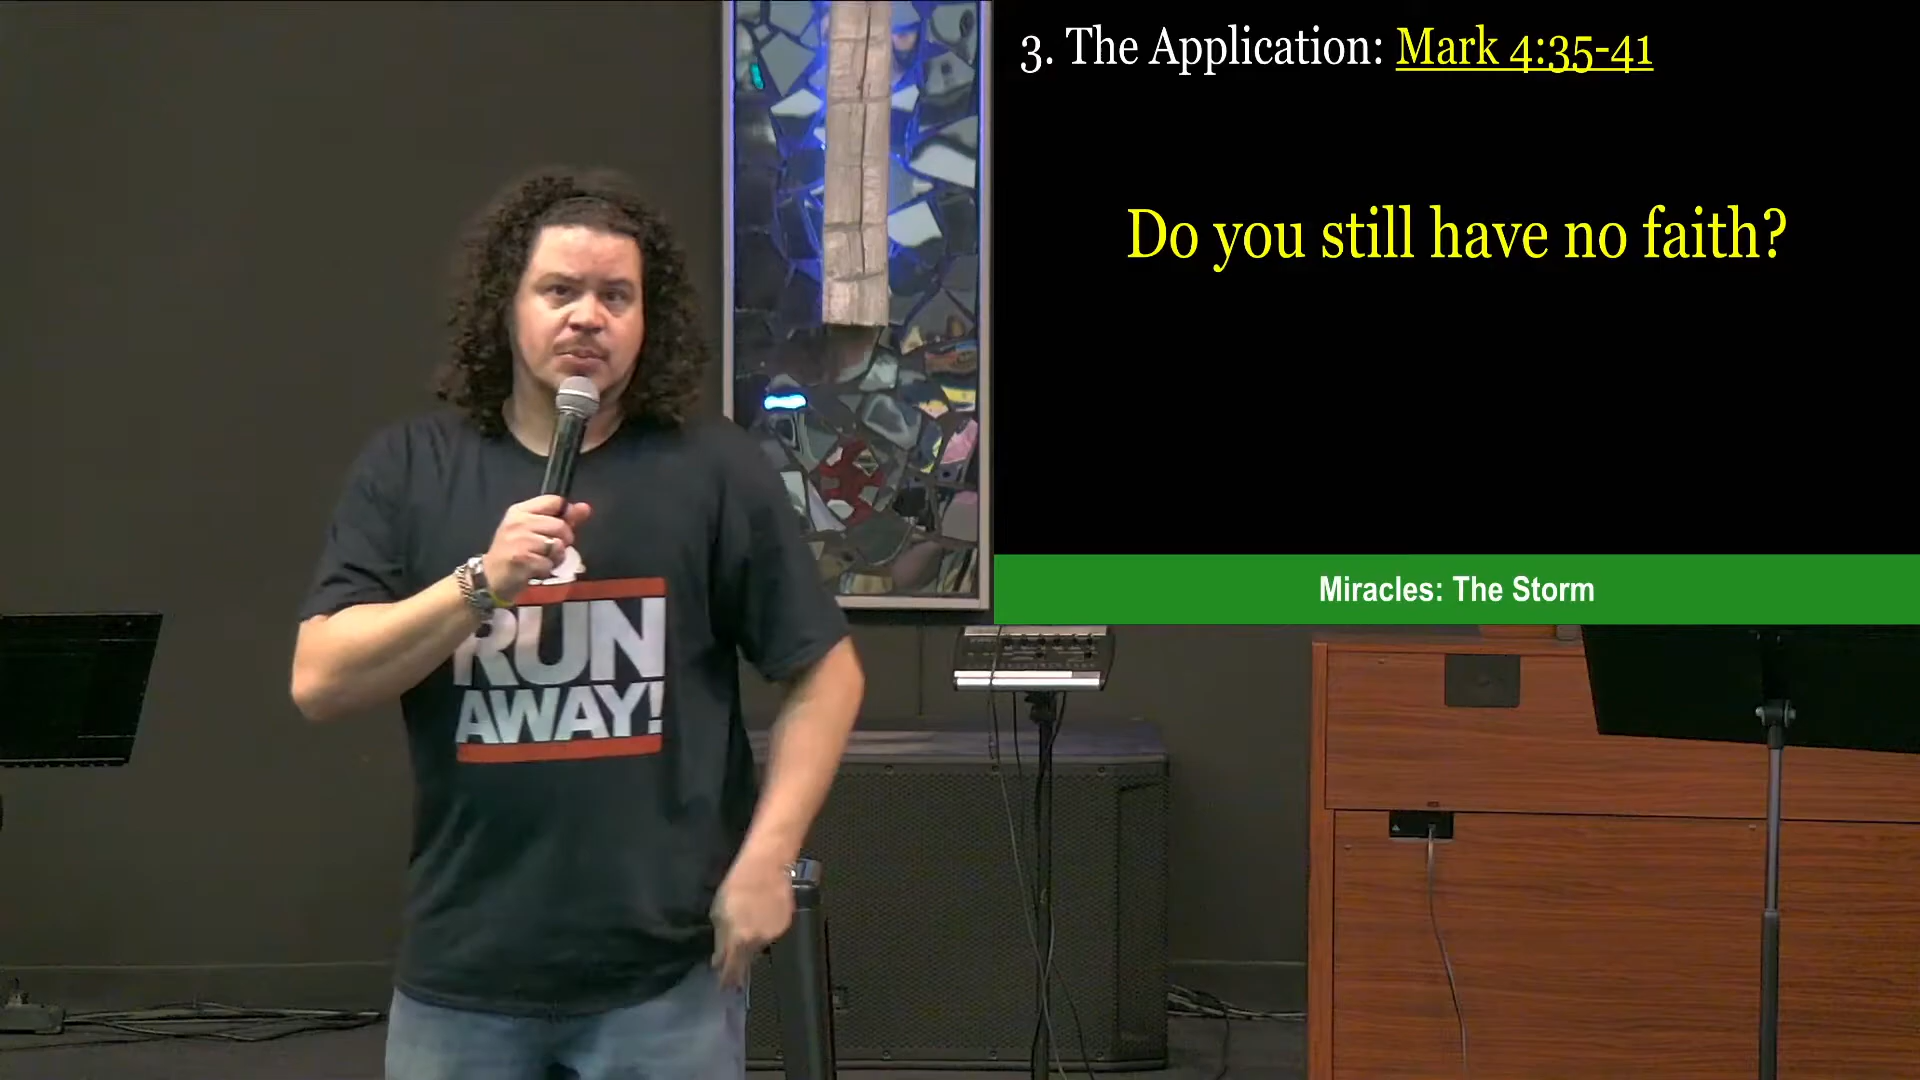 3. The Application: Mark 4:35-41
Do you still have no faith?
Miracles: The Storm
RUN
AWAY!